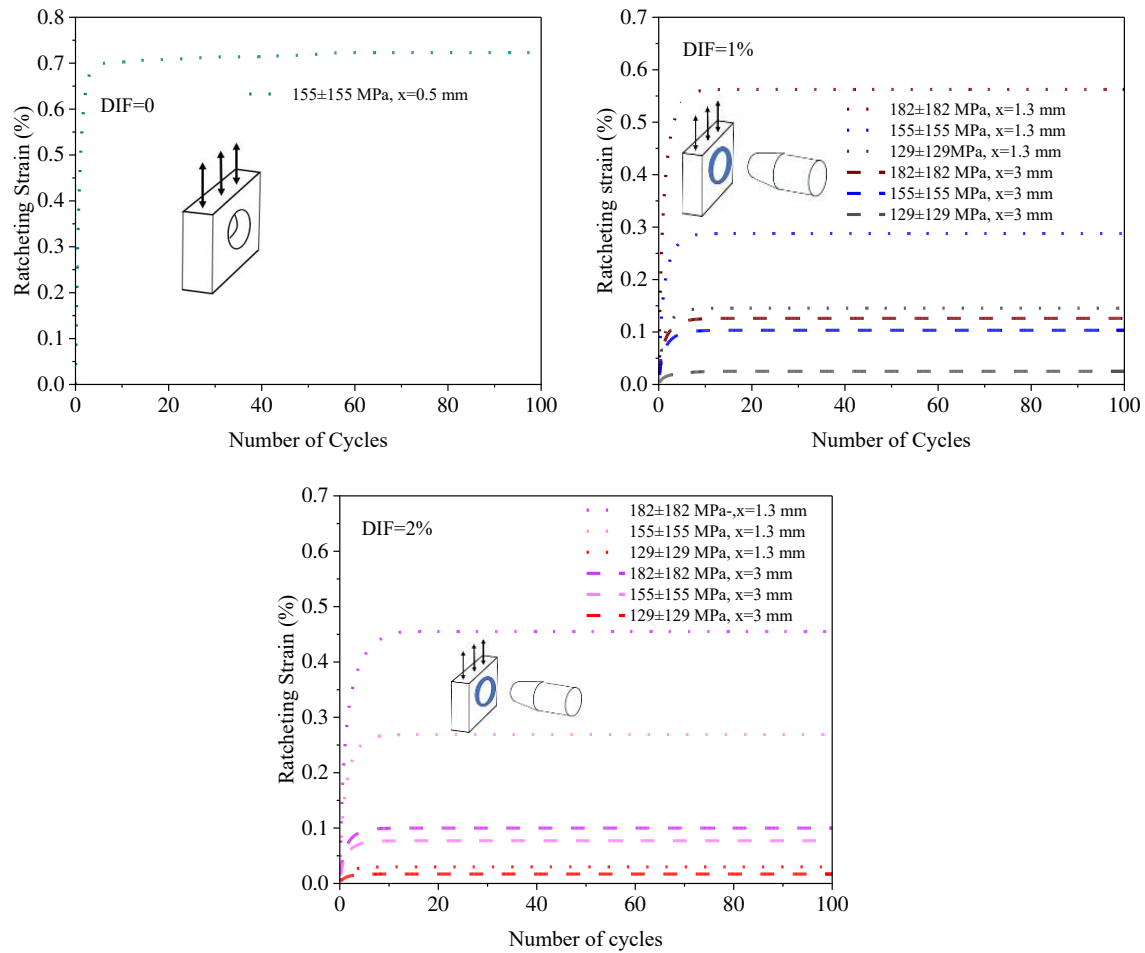 0.8
0.7
0.6
0.5
0.4
0.3
0.2
0.1
0.0
Ratcheting Strain (%)
DIF=0
155±155 MPa, x=0.5 mm
0 20 40 60 80 100
Number of Cycles
0.7
0.6
0.5
0.4
0.3
0.2
0.1
0.0
Ratcheting strain (%)
DIF=1%
182±182 MPa, x=1.3 mm
155±155 MPa, x=1.3 mm
129±129MPa, x=1.3 mm
182±182 MPa, x=3 mm
155±155 MPa, x=3 mm
129±129 MPa, x=3 mm
0 20 40 60 80 100
Number of Cycles
0.7
0.6
0.5
0.4
0.3
0.2
0.1
0.0
Ratcheting Strain (%)
DIF=2%
182±182 MPa-,x=1.3 mm
155±155 MPa, x=1.3 mm
129±129 MPa, x=1.3 mm
182±182 MPa, x=3 mm
155±155 MPa, x=3 mm
129±129 MPa, x=3 mm
0 20 40 60 80 100
Number of cycles